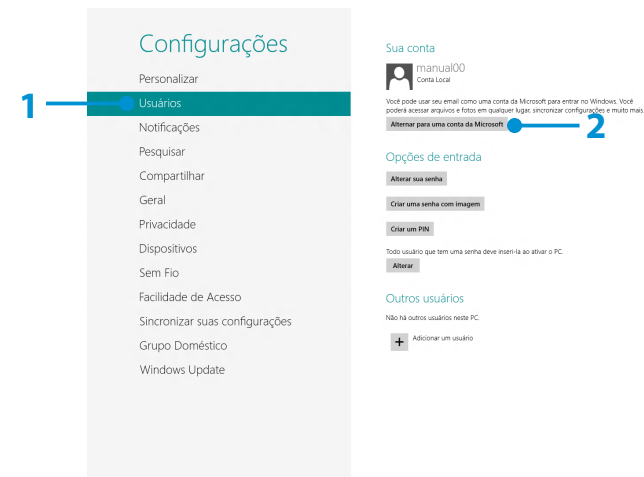 Configurações
Personalizar
1
Usuários
Notificações
Pesquisar
Compartilhar
Geral
Privacidade
Dispositivos
Sem Fio
Facilidade de Acesso
Sincronizar suas configurações
Grupo Doméstico
Windows Update
Sua conta
manual00
Conta Local
Você pode usar seu email como uma conta da Microsoft para entrar no Windows. Você
poderá acessar arquivos e fotos em qualquer lugar, sincronizar configurações e muito mais.
Alternar para uma conta da Microsoft
2
Opções de entrada
Alterar sua senha
Criar uma senha com imagem
Criar um PIN
Todo usuário que tem uma senha deve inseri-la ao ativar o PC.
Alterar
Outros usuários
Não há outros usuários neste PC.
+ Adicionar um usuário